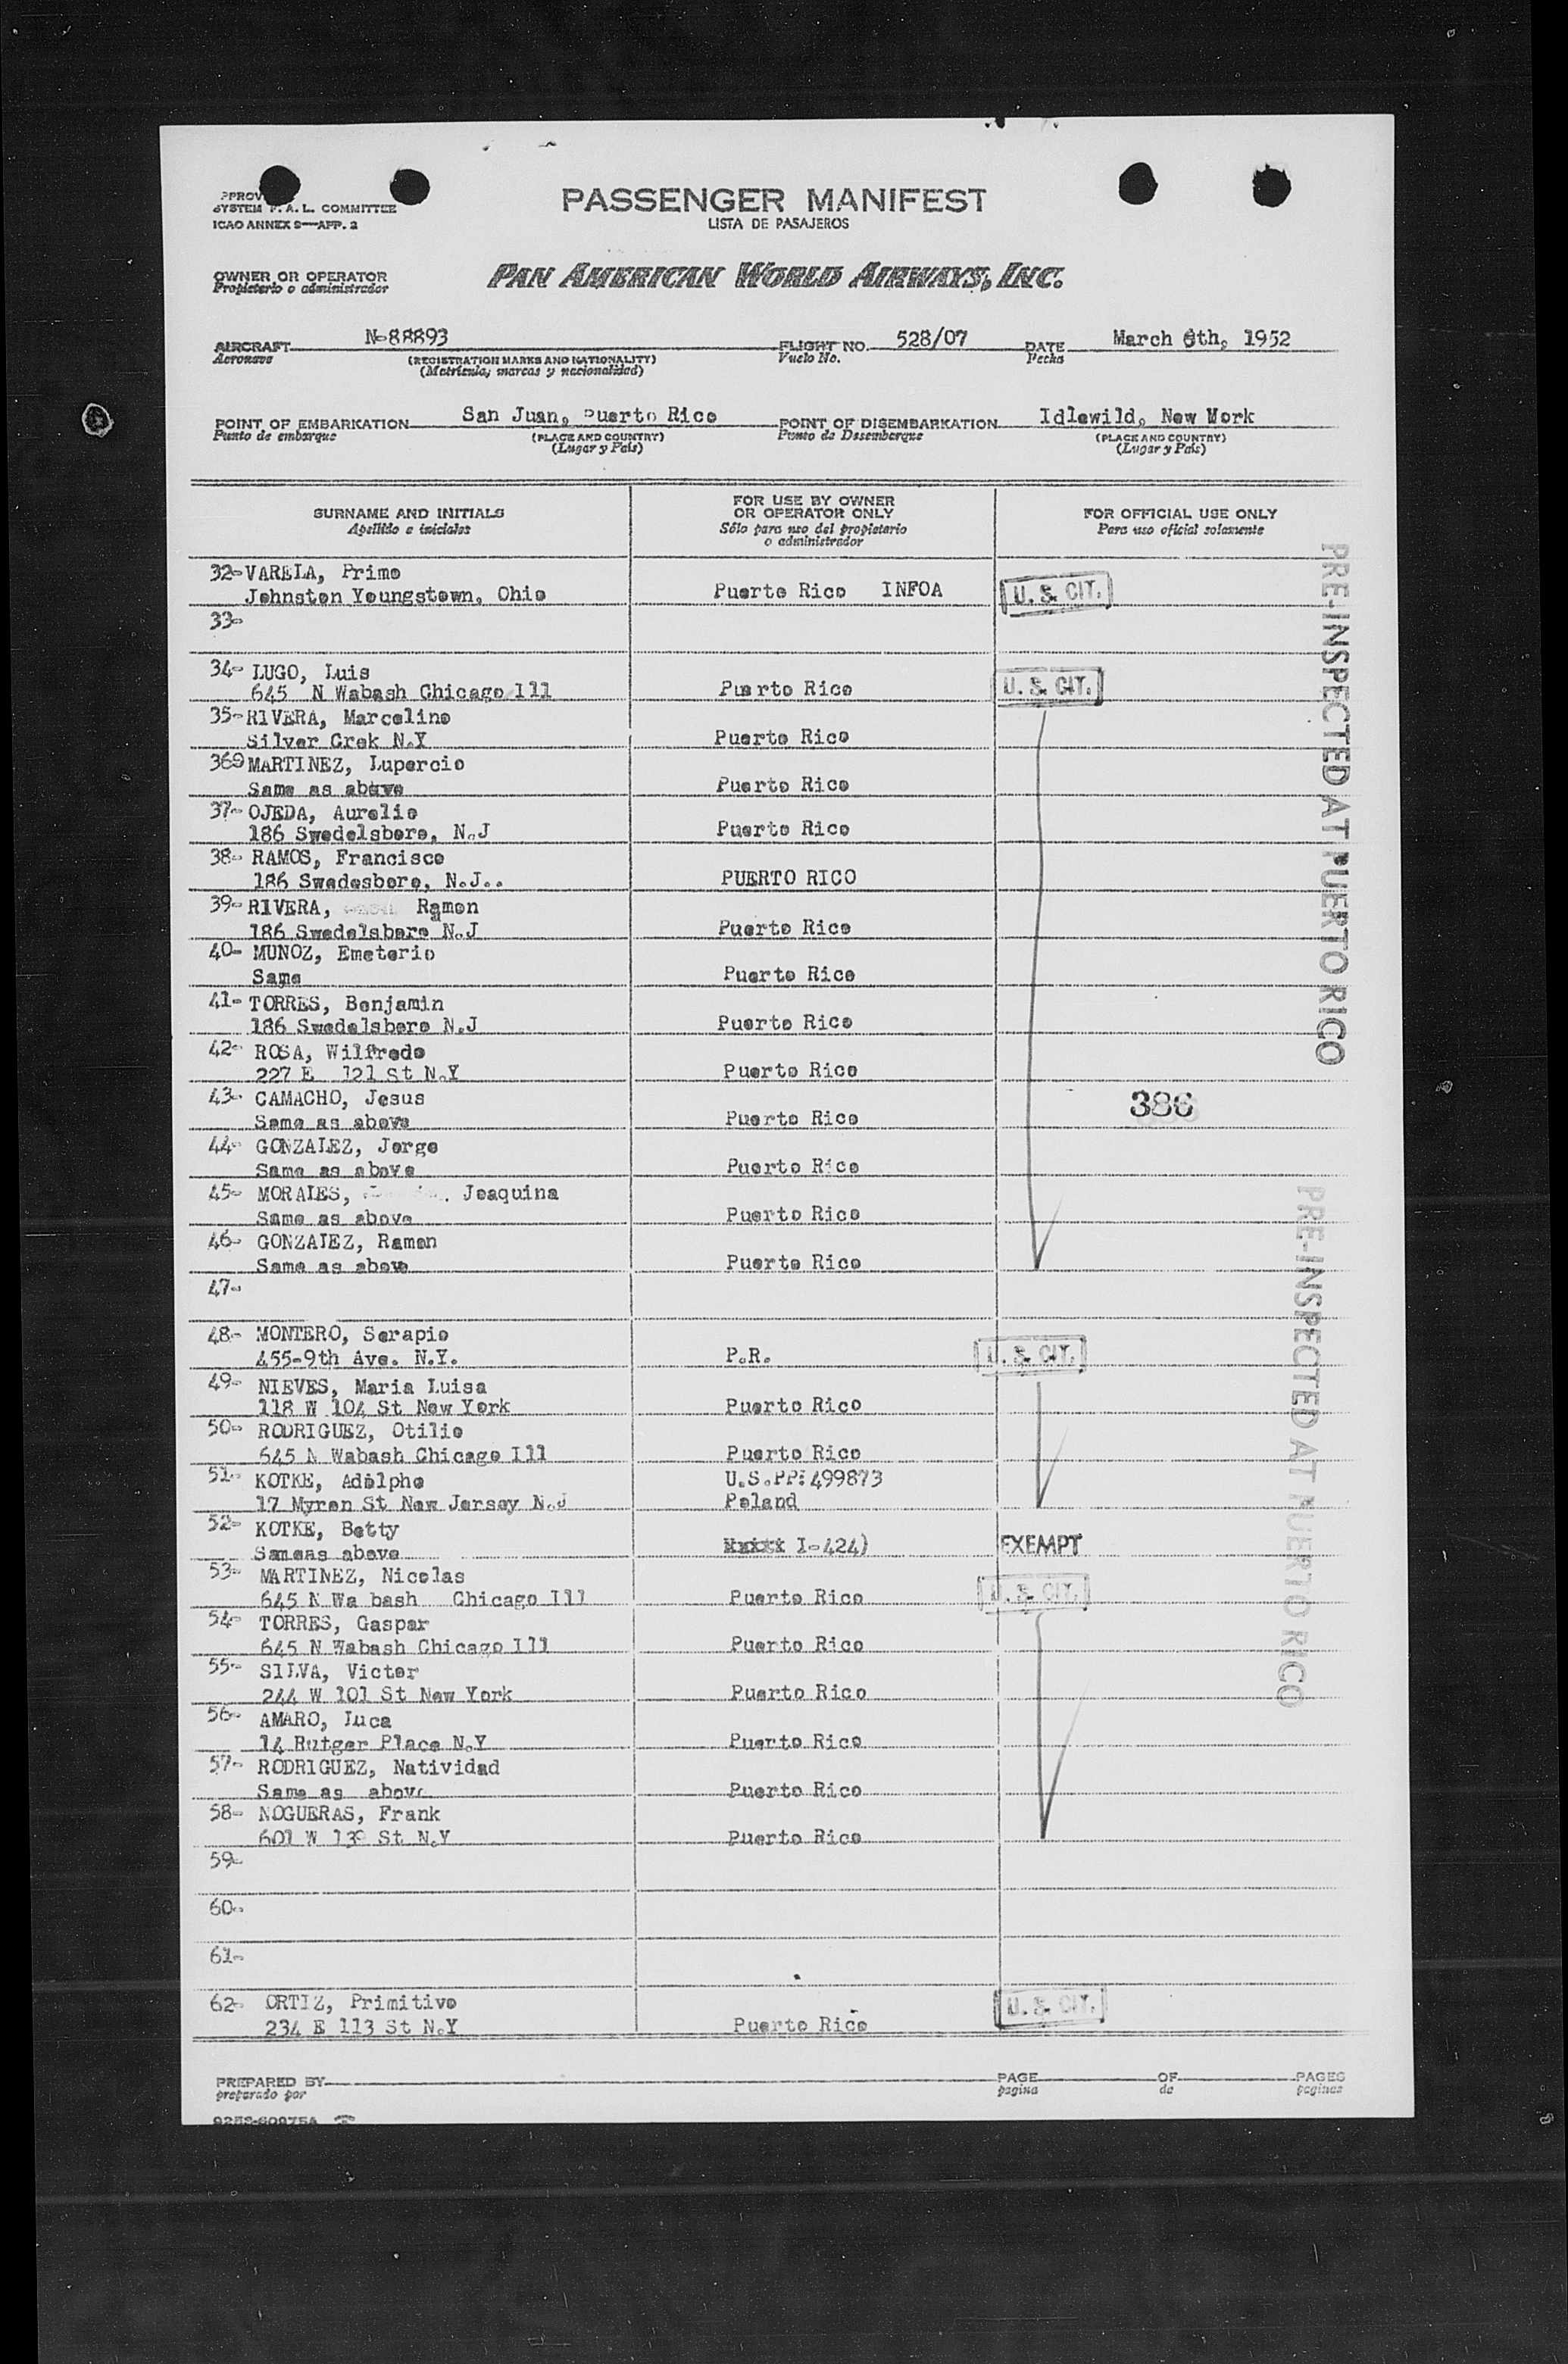 SYSTEM F. A. L. COMMITTEE
ICAO ANNEX 9—APP. 2
PASSENGER MANIFEST
LISTA DE PASAJEROS
OWNER OR OPERATOR
Propietario o administrador
PAN AMERICAN WORLD AIRWAYS, INC.
AIRCRAFT N-88893 FLIGHT NO. 528/07 DATE March 6th, 1952
Aeronave (REGISTRATION MARKS AND NATIONALITY) Vuelo No. Fecha
(Matrícula, marcas y nacionalidad)
POINT OF EMBARKATION San Juan, Puerto Rico POINT OF DISEMBARKATION Idlewild, New Work
Punto de embarque (PLACE AND COUNTRY) Punto de Desembarque (PLACE AND COUNTRY)
(Lugar y País) (Lugar y País)
SURNAME AND INITIALS
Apellido e iniciales
FOR USE BY OWNER
OR OPERATOR ONLY
Sólo para uso del propietario
o administrador
FOR OFFICIAL USE ONLY
Para uso oficial solamente
32- VARELA, Primo
Johnston Youngstown, Ohio Puerto Rico INFOA U. S. CIT.
33-
34- LUGO, Luis
645 N Wabash Chicago Ill Puerto Rico U. S. CIT.
35- RIVERA, Marcelino
Silver Crek N.Y Puerto Rico
36- MARTINEZ, Lupercio
Same as above Puerto Rico
37- OJEDA, Aurelio
186 Swedelsboro, N.J Puerto Rico
38- RAMOS, Francisco
186 Swedesboro, N.J.. PUERTO RICO
39- RIVERA, Ramon
186 Swedelsboro N.J Puerto Rico
40- MUNOZ, Emeterio
Same Puerto Rico
41- TORRES, Benjamin
186 Swedelsboro N.J Puerto Rico
42- ROSA, Wilfredo
227 E 121 St N.Y Puerto Rico
43- CAMACHO, Jesus
Same as above Puerto Rico
386
44- GONZALEZ, Jorge
Same as above Puerto Rico
45- MORALES, Joaquina
Same as above Puerto Rico
46- GONZALEZ, Ramon
Same as above Puerto Rico
47-
48- MONTERO, Serapio
455-9th Ave. N.Y. P.R. U. S. CIT.
49- NIEVES, Maria Luisa
118 W 104 St New York Puerto Rico
50- RODRIGUEZ, Otilio
645 N Wabash Chicago Ill Puerto Rico
51- KOTKE, Adolpho U.S.PP:499873
17 Myron St New Jersey N.J Poland
52- KOTKE, Betty
Sameas above I-424) EXEMPT
53- MARTINEZ, Nicolas
645 N Wa bash Chicago Ill Puerto Rico U. S. CIT.
54- TORRES, Gaspar
645 N Wabash Chicago Ill Puerto Rico
55- SILVA, Victor
244 W 101 St New York Puerto Rico
56- AMARO, Luca
14 Rutger Place N.Y Puerto Rico
57- RODRIGUEZ, Natividad
Same as above Puerto Rico
58- NOGUERAS, Frank
601 W 139 St N.Y Puerto Rico
59-
60-
61-
62- ORTIZ, Primitivo
234 E 113 St N.Y Puerto Rico U. S. CIT.
PRE-INSPECTED AT PUERTO RICO
PRE-INSPECTED AT PUERTO RICO
PREPARED BY PAGE OF PAGES
preparado por página de páginas